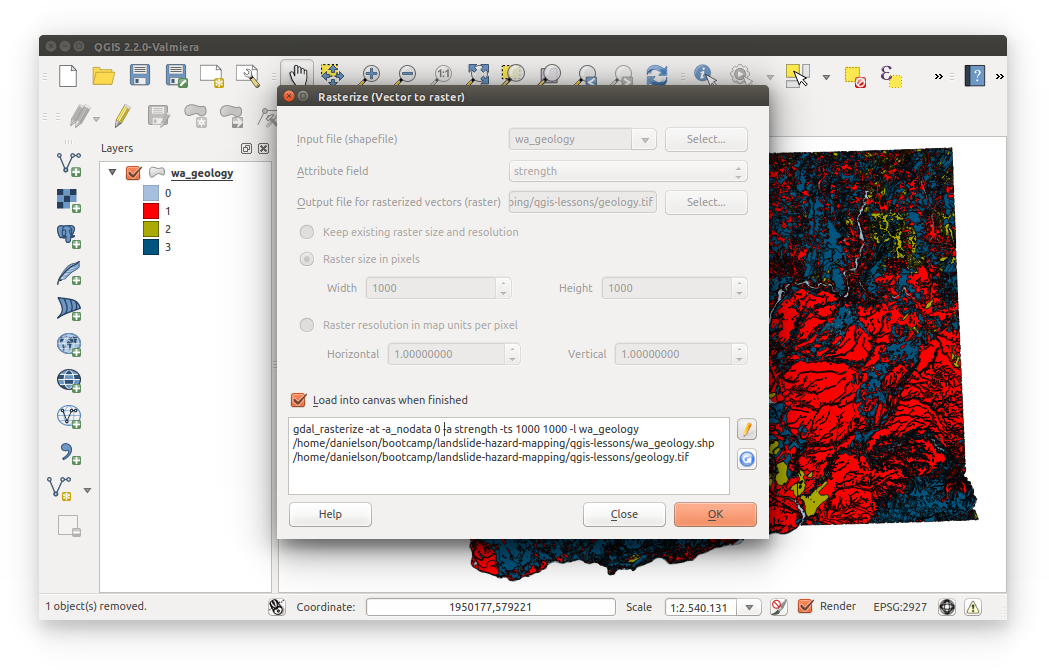 QGIS 2.2.0-Valmiera
1:1
Rasterize (Vector to raster)
Layers
wa_geology
0
1
2
3
Input file (shapefile)
wa_geology
Select...
Attribute field
strength
Output file for rasterized vectors (raster)
ping/qgis-lessons/geology.tif
Select...
Keep existing raster size and resolution
Raster size in pixels
Width
1000
Height
1000
Raster resolution in map units per pixel
Horizontal
1.00000000
Vertical
1.00000000
Load into canvas when finished
gdal_rasterize -at -a_nodata 0 -a strength -ts 1000 1000 -l wa_geology
/home/danielson/bootcamp/landslide-hazard-mapping/qgis-lessons/wa_geology.shp
/home/danielson/bootcamp/landslide-hazard-mapping/qgis-lessons/geology.tif
Help
Close
OK
1 object(s) removed.
Coordinate:
1950177,579221
Scale
1:2.540.131
Render
EPSG:2927